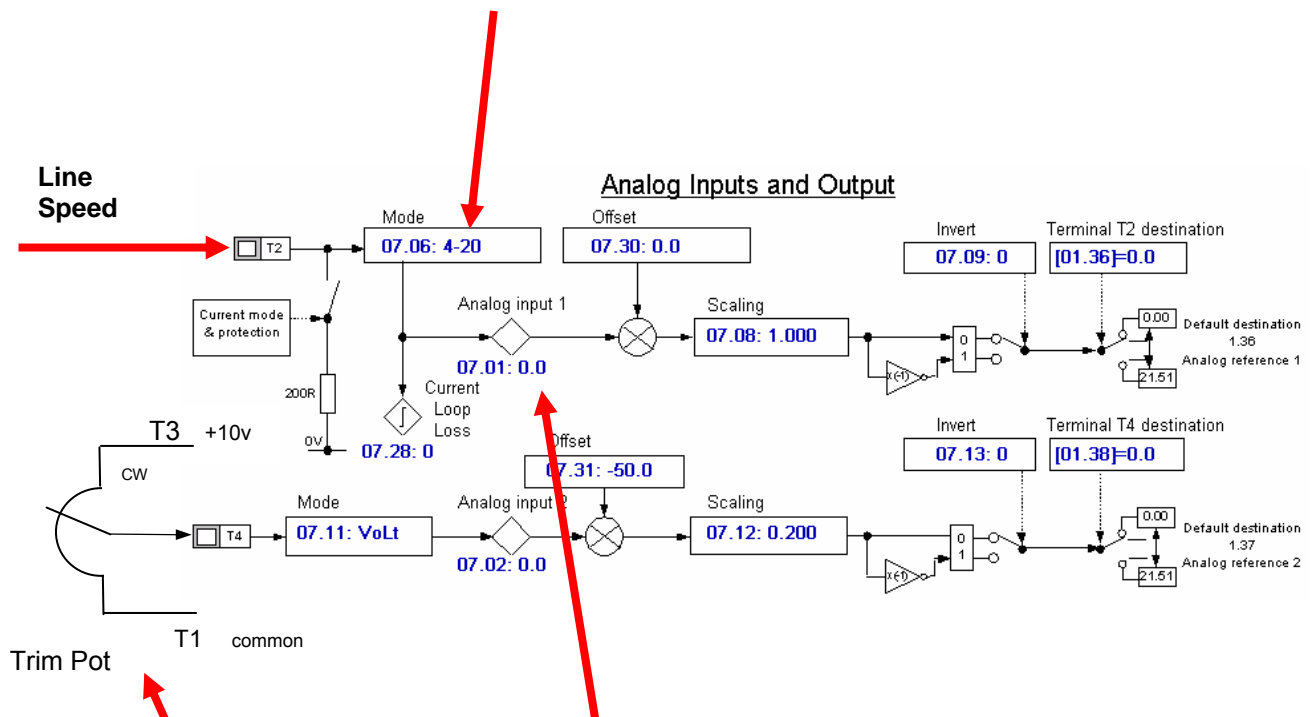 Line
Speed
Analog Inputs and Output
Mode
Offset
T2
07.06: 4-20
07.30: 0.0
Invert
Terminal T2 destination
07.09: 0
[01.36]=0.0
Current mode
& protection
Analog input 1
Scaling
07.08: 1.000
07.01: 0.0
0
1
x(-1)
0.00
Default destination
1.36
Analog reference 1
21.51
200R
Current
Loop
Loss
0V
07.28: 0
T3 +10v
CW
Offset
07.31: -50.0
Invert
Terminal T4 destination
07.13: 0
[01.38]=0.0
Mode
Analog input 2
Scaling
T4
07.11: VoLt
07.12: 0.200
07.02: 0.0
0
1
x(-1)
0.00
Default destination
1.37
Analog reference 2
21.51
T1 common
Trim Pot